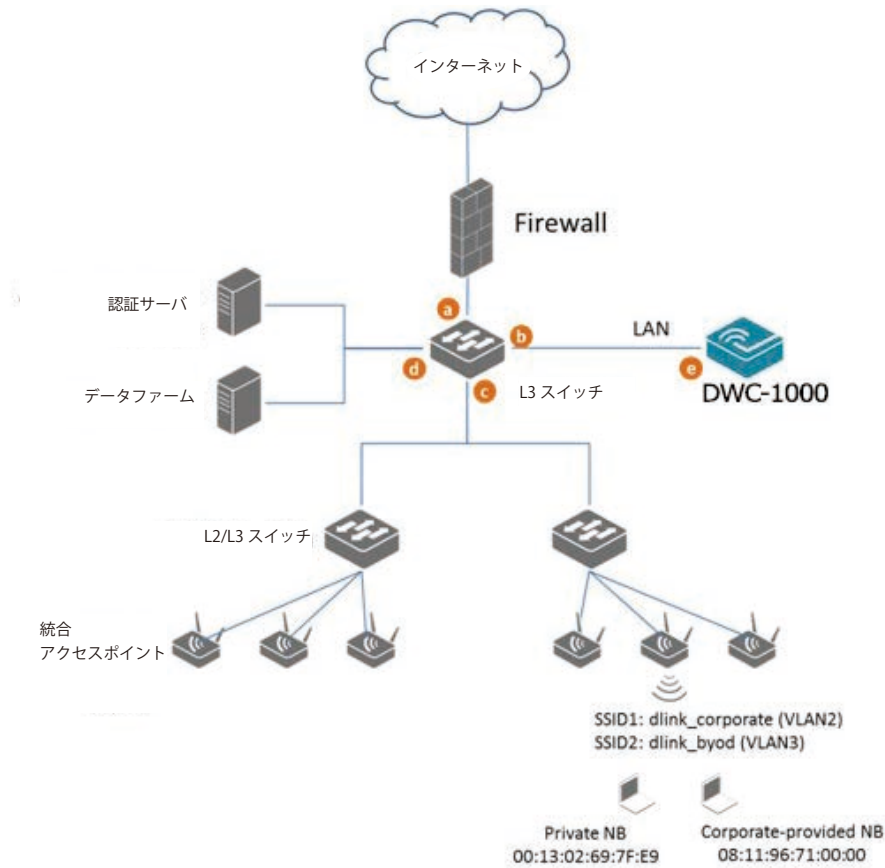 インターネット
Firewall
認証サーバ
データファーム
a
b
c
d
e
LAN
L3 スイッチ
DWC-1000
L2/L3 スイッチ
統合
アクセスポイント
SSID1: dlink_corporate (VLAN2)
SSID2: dlink_byod (VLAN3)
Private NB
00:13:02:69:7F:E9
Corporate-provided NB
08:11:96:71:00:00